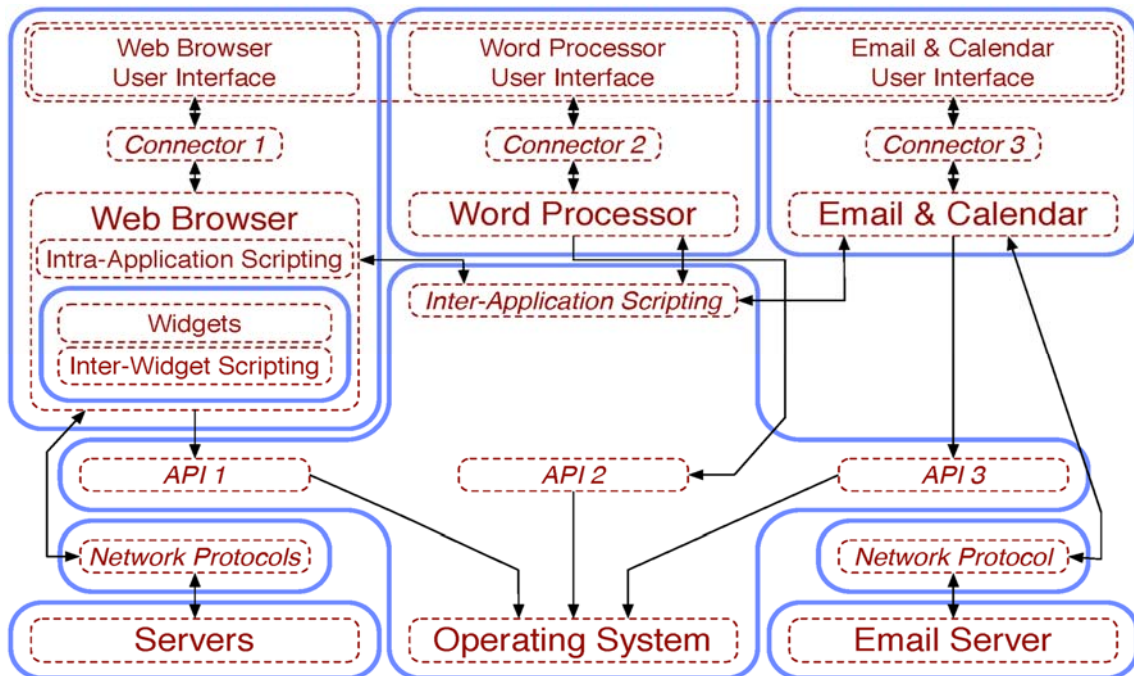 Web Browser
User Interface
Word Processor
User Interface
Email & Calendar
User Interface
Connector 1
Connector 2
Connector 3
Web Browser
Word Processor
Email & Calendar
Intra-Application Scripting
Inter-Application Scripting
Widgets
Inter-Widget Scripting
API 1
API 2
API 3
Network Protocols
Network Protocol
Servers
Operating System
Email Server